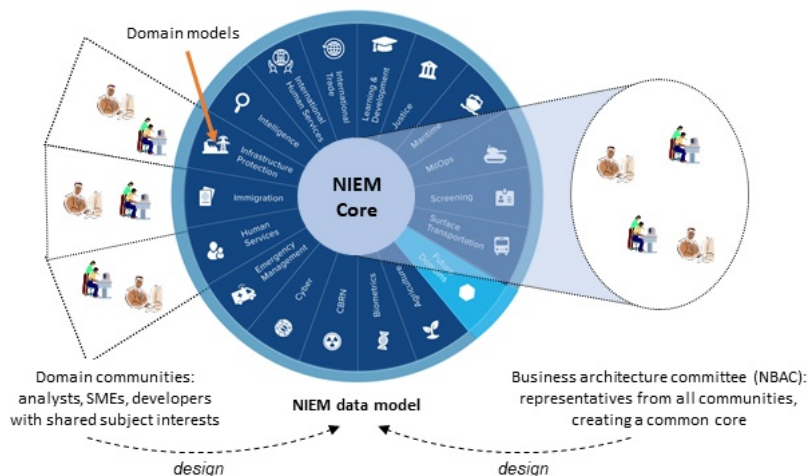 Domain models
International
Human Services
International
Trade
Learning &
Development
Justice
Maritime
MilOps
Screening
Surface
Transportation
Future
Domains
Agriculture
Biometrics
CBRN
Cyber
Emergency
Management
Human
Services
Immigration
Infrastructure
Protection
Intelligence
NIEM
Core
Domain communities:
analysts, SMEs, developers
with shared subject interests
NIEM data model
Business architecture committee (NBAC):
representatives from all communities,
creating a common core
design
design